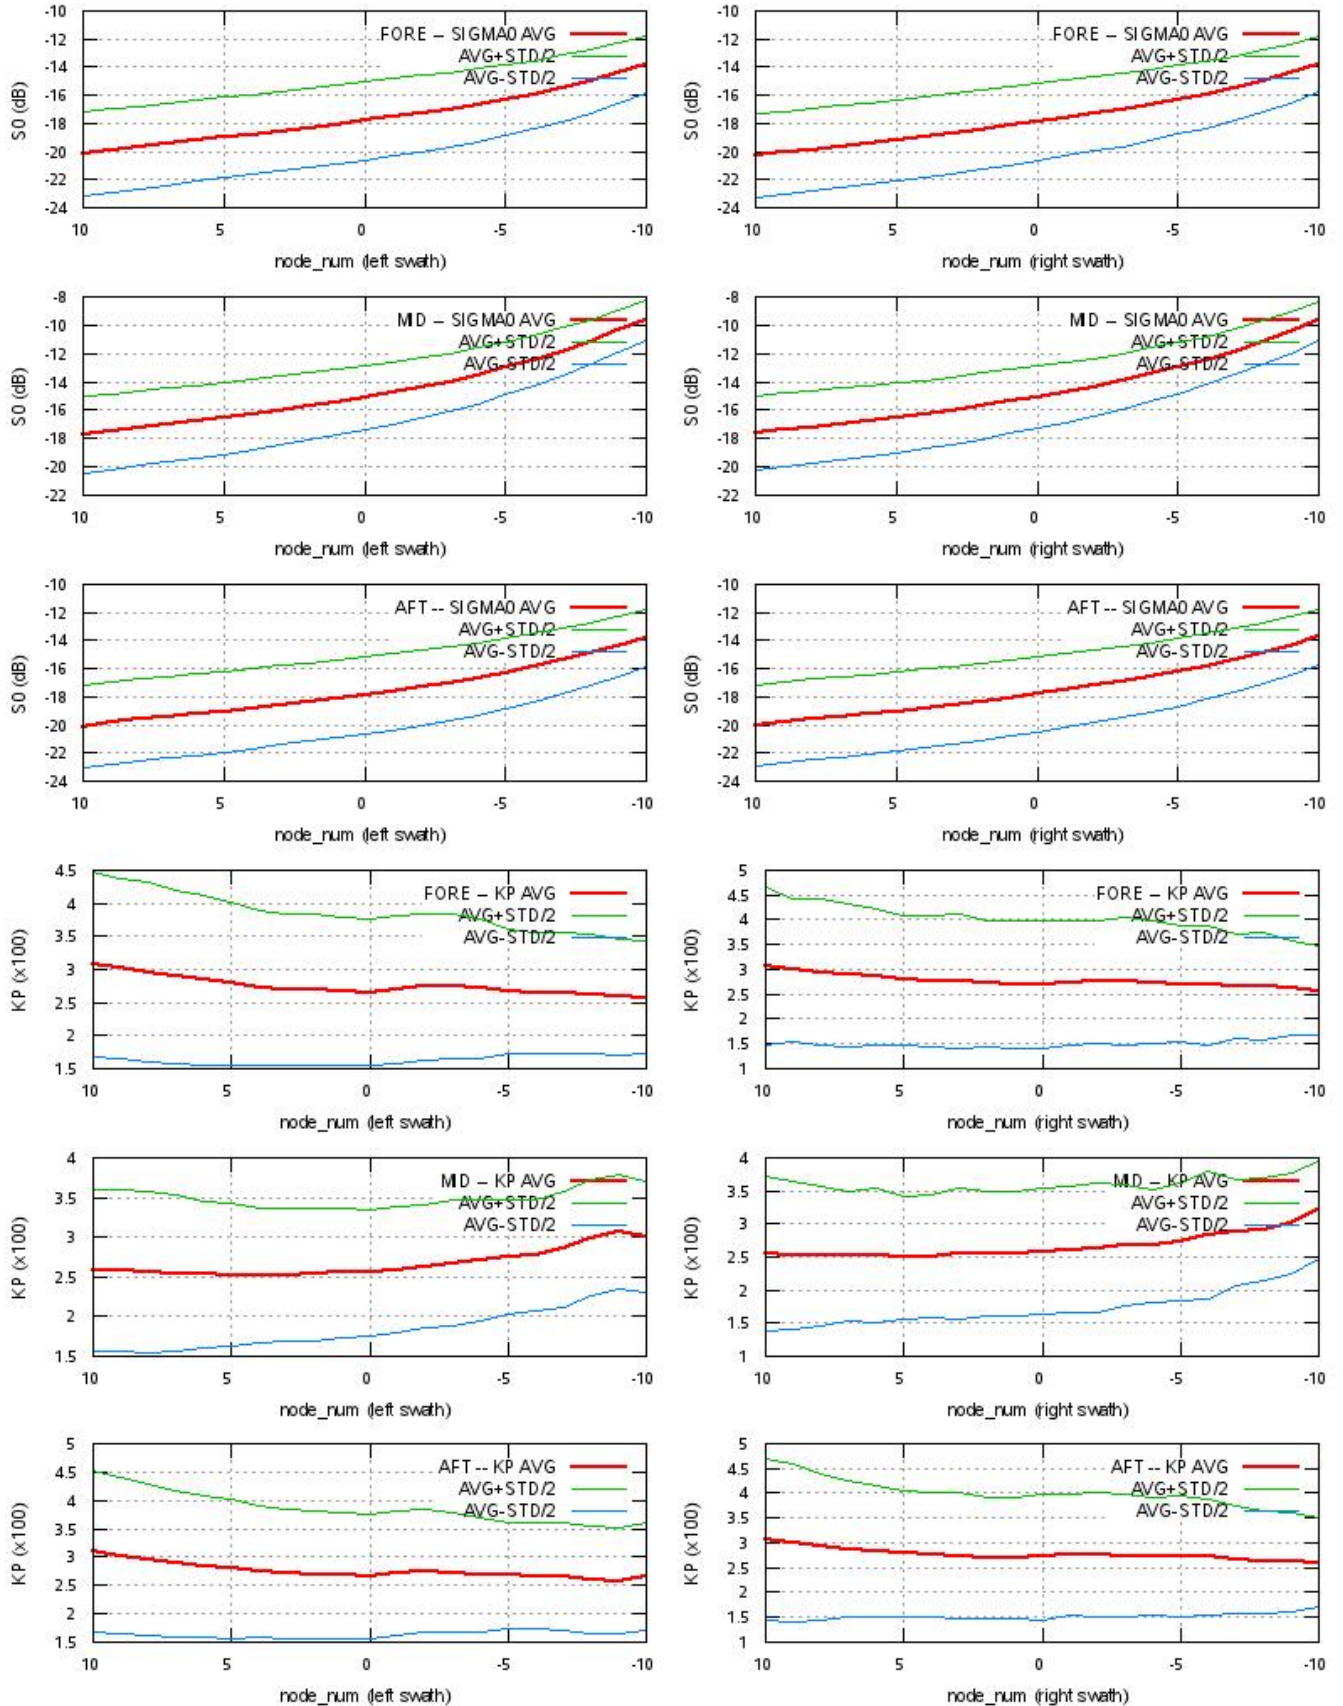 -10
-12
-14
-16
-18
-20
-22
-24
S0 (dB)
FORE -- SIGMA0 AVG
AVG+STD/2
AVG-STD/2
10 5 0 -5 -10
node_num (left swath)
-10
-12
-14
-16
-18
-20
-22
-24
S0 (dB)
FORE -- SIGMA0 AVG
AVG+STD/2
AVG-STD/2
10 5 0 -5 -10
node_num (right swath)
-8
-10
-12
-14
-16
-18
-20
-22
S0 (dB)
MID -- SIGMA0 AVG
AVG+STD/2
AVG-STD/2
10 5 0 -5 -10
node_num (left swath)
-8
-10
-12
-14
-16
-18
-20
-22
S0 (dB)
MID -- SIGMA0 AVG
AVG+STD/2
AVG-STD/2
10 5 0 -5 -10
node_num (right swath)
-10
-12
-14
-16
-18
-20
-22
-24
S0 (dB)
AFT -- SIGMA0 AVG
AVG+STD/2
AVG-STD/2
10 5 0 -5 -10
node_num (left swath)
-10
-12
-14
-16
-18
-20
-22
-24
S0 (dB)
AFT -- SIGMA0 AVG
AVG+STD/2
AVG-STD/2
10 5 0 -5 -10
node_num (right swath)
4.5
4
3.5
3
2.5
2
1.5
KP (x100)
FORE -- KP AVG
AVG+STD/2
AVG-STD/2
10 5 0 -5 -10
node_num (left swath)
5
4.5
4
3.5
3
2.5
2
1.5
1
KP (x100)
FORE -- KP AVG
AVG+STD/2
AVG-STD/2
10 5 0 -5 -10
node_num (right swath)
4
3.5
3
2.5
2
1.5
KP (x100)
MID -- KP AVG
AVG+STD/2
AVG-STD/2
10 5 0 -5 -10
node_num (left swath)
4
3.5
3
2.5
2
1.5
1
KP (x100)
MID -- KP AVG
AVG+STD/2
AVG-STD/2
10 5 0 -5 -10
node_num (right swath)
5
4.5
4
3.5
3
2.5
2
1.5
KP (x100)
AFT -- KP AVG
AVG+STD/2
AVG-STD/2
10 5 0 -5 -10
node_num (left swath)
5
4.5
4
3.5
3
2.5
2
1.5
1
KP (x100)
AFT -- KP AVG
AVG+STD/2
AVG-STD/2
10 5 0 -5 -10
node_num (right swath)